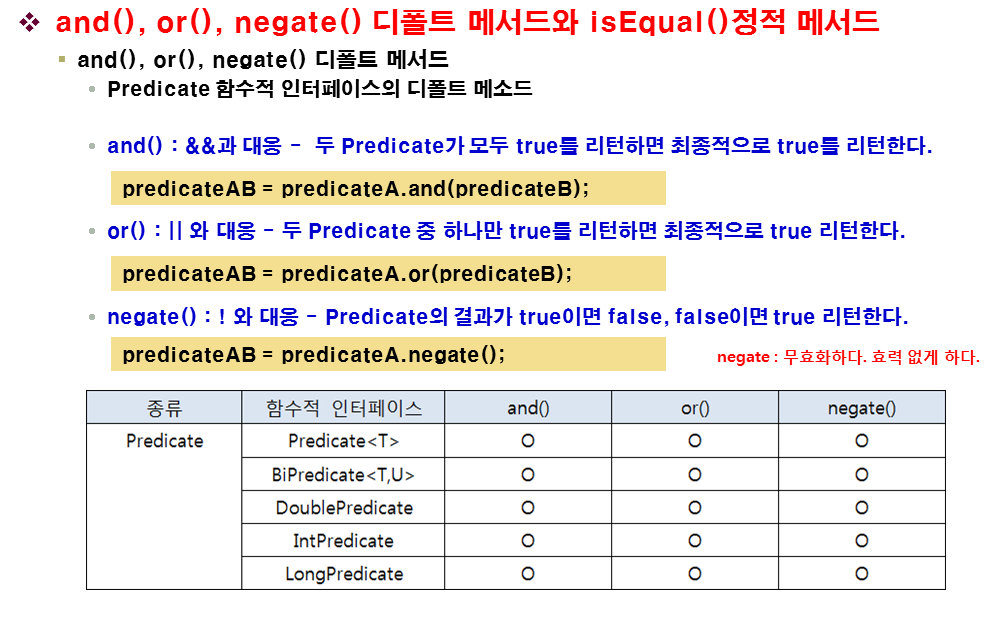 ❖ and(), or(), negate() 디폴트 메서드와 isEqual()정적 메서드
▪ and(), or(), negate() 디폴트 메서드
• Predicate 함수적 인터페이스의 디폴트 메소드
• and() : &&과 대응 - 두 Predicate가 모두 true를 리턴하면 최종적으로 true를 리턴한다.
predicateAB = predicateA.and(predicateB);
• or() : || 와 대응 - 두 Predicate 중 하나만 true를 리턴하면 최종적으로 true 리턴한다.
predicateAB = predicateA.or(predicateB);
• negate() : ! 와 대응 - Predicate의 결과가 true이면 false, false이면 true 리턴한다.
predicateAB = predicateA.negate();
negate : 무효화하다. 효력 없게 하다.
종류 함수적 인터페이스 and() or() negate()
Predicate Predicate<T> O O O
BiPredicate<T,U> O O O
DoublePredicate O O O
IntPredicate O O O
LongPredicate O O O